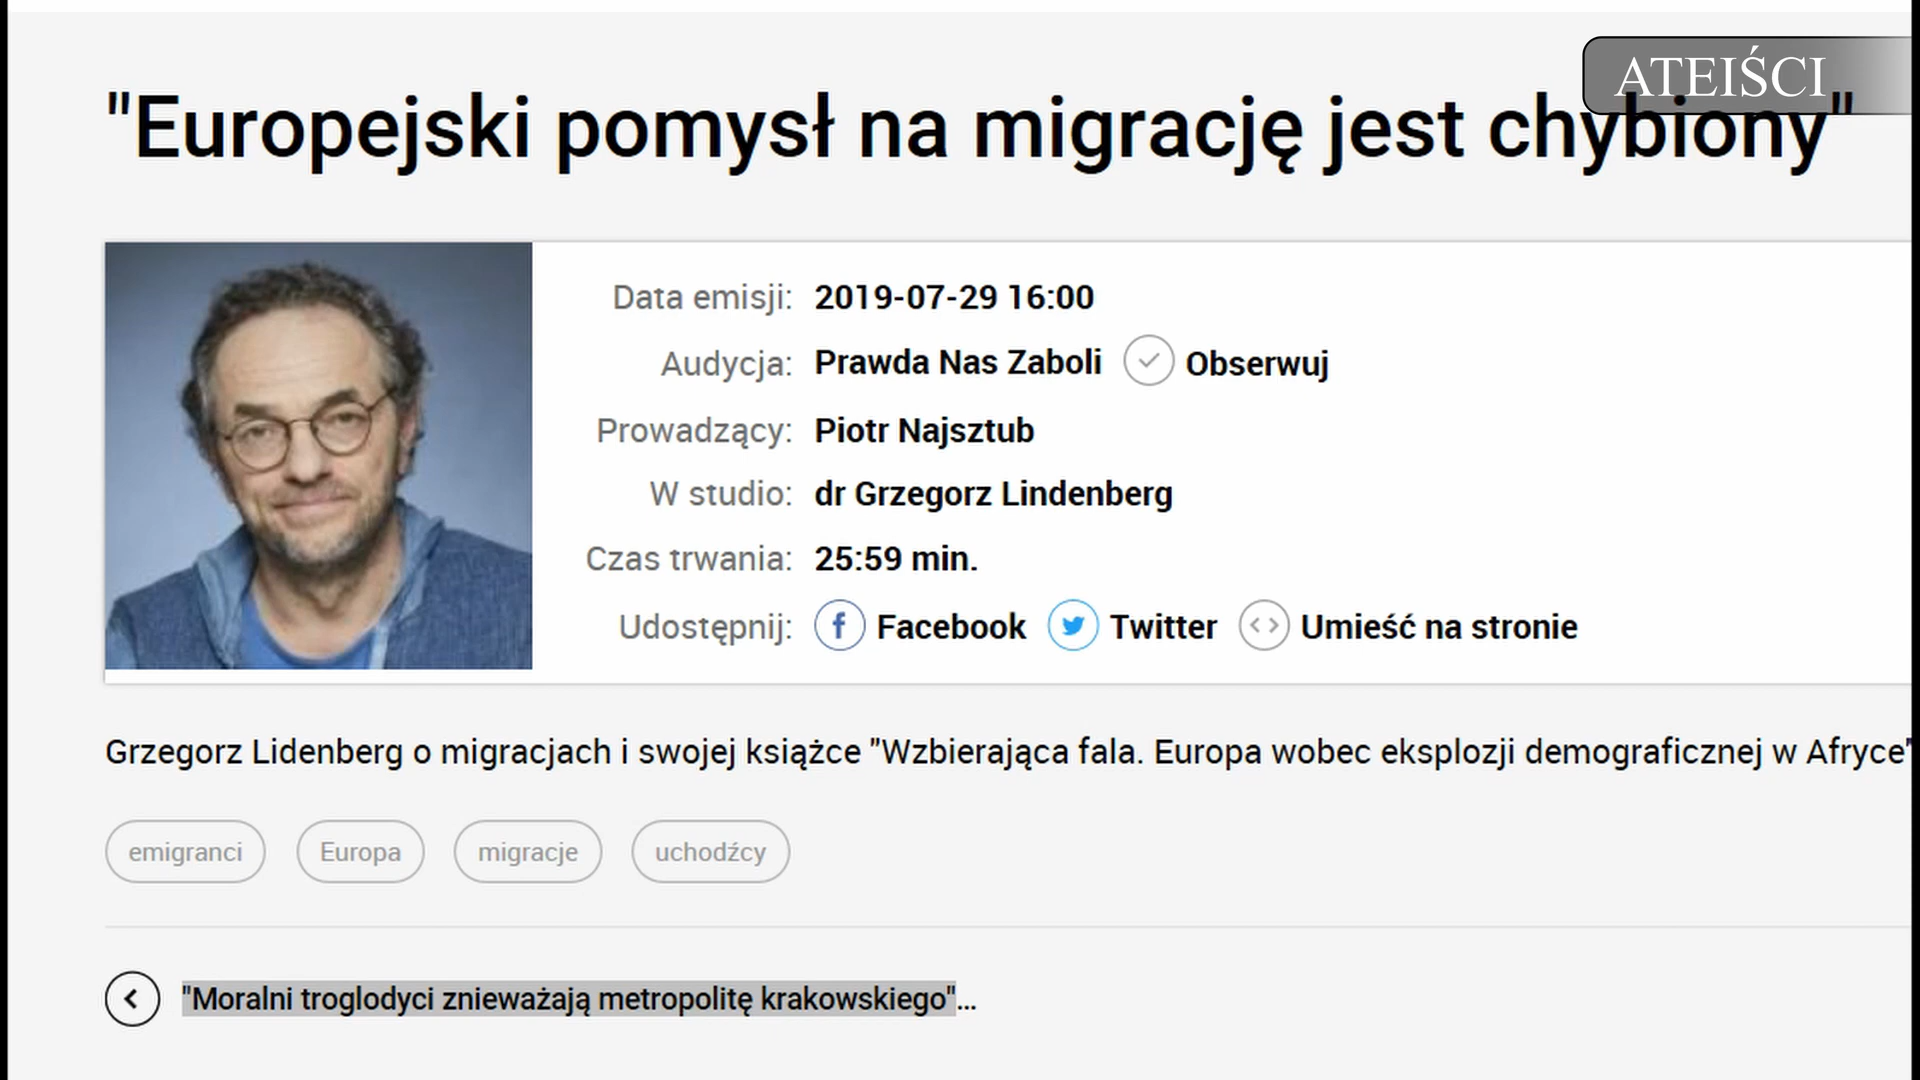 ATEIŚCI
"Europejski pomysł na migrację jest chybiony"
Data emisji: 2019-07-29 16:00
Audycja: Prawda Nas Zaboli Obserwuj
Prowadzący: Piotr Najsztub
W studio: dr Grzegorz Lindenberg
Czas trwania: 25:59 min.
Udostępnij: Facebook Twitter Umieść na stronie
Grzegorz Lidenberg o migracjach i swojej książce "Wzbierająca fala. Europa wobec eksplozji demograficznej w Afryce"
emigranci Europa migracje uchodźcy
"Moralni troglodyci znieważają metropolitę krakowskiego"...